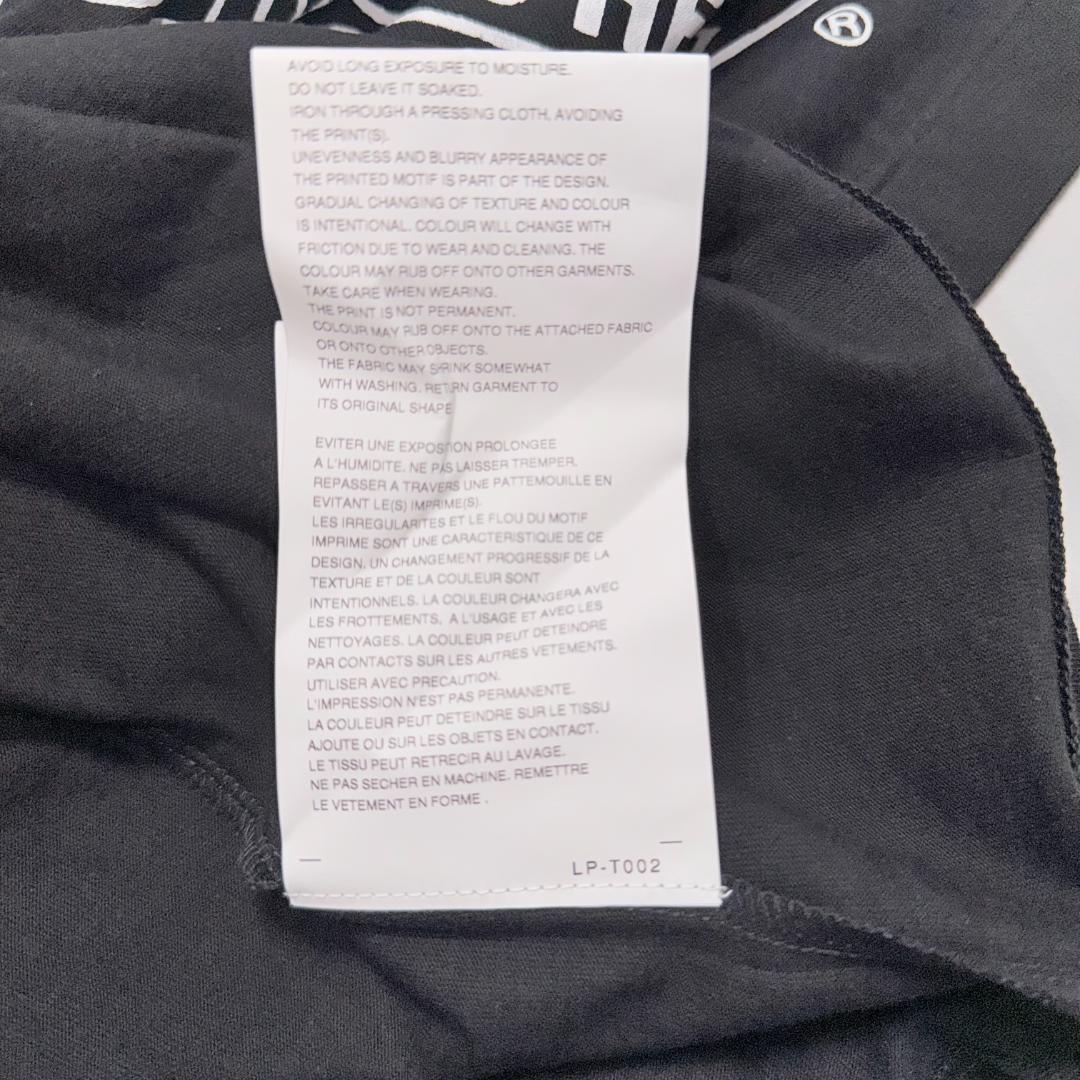 ®
AVOID LONG EXPOSURE TO MOISTURE.
DO NOT LEAVE IT SOAKED.
IRON THROUGH A PRESSING CLOTH, AVOIDING
THE PRINT(S).
UNEVENNESS AND BLURRY APPEARANCE OF
THE PRINTED MOTIF IS PART OF THE DESIGN.
GRADUAL CHANGING OF TEXTURE AND COLOUR
IS INTENTIONAL. COLOUR WILL CHANGE WITH
FRICTION DUE TO WEAR AND CLEANING. THE
COLOUR MAY RUB OFF ONTO OTHER GARMENTS.
TAKE CARE WHEN WEARING.
THE PRINT IS NOT PERMANENT.
COLOUR MAY RUB OFF ONTO THE ATTACHED FABRIC
OR ONTO OTHER OBJECTS.
THE FABRIC MAY SHRINK SOMEWHAT
WITH WASHING. RETURN GARMENT TO
ITS ORIGINAL SHAPE
EVITER UNE EXPOSTION PROLONGEE
A L'HUMIDITE. NE PAS LAISSER TREMPER.
REPASSER A TRAVERS UNE PATTEMOUILLE EN
EVITANT LE(S) IMPRIME(S).
LES IRREGULARITES ET LE FLOU DU MOTIF
IMPRIME SONT UNE CARACTERISTIQUE DE CE
DESIGN. UN CHANGEMENT PROGRESSIF DE LA
TEXTURE ET DE LA COULEUR SONT
INTENTIONNELS. LA COULEUR CHANGERA AVEC
LES FROTTEMENTS, A L'USAGE ET AVEC LES
NETTOYAGES. LA COULEUR PEUT DETEINDRE
PAR CONTACTS SUR LES AUTRES VETEMENTS.
UTILISER AVEC PRECAUTION.
L'IMPRESSION N'EST PAS PERMANENTE.
LA COULEUR PEUT DETEINDRE SUR LE TISSU
AJOUTE OU SUR LES OBJETS EN CONTACT.
LE TISSU PEUT RETRECIR AU LAVAGE.
NE PAS SECHER EN MACHINE. REMETTRE
LE VETEMENT EN FORME .
LP-T002